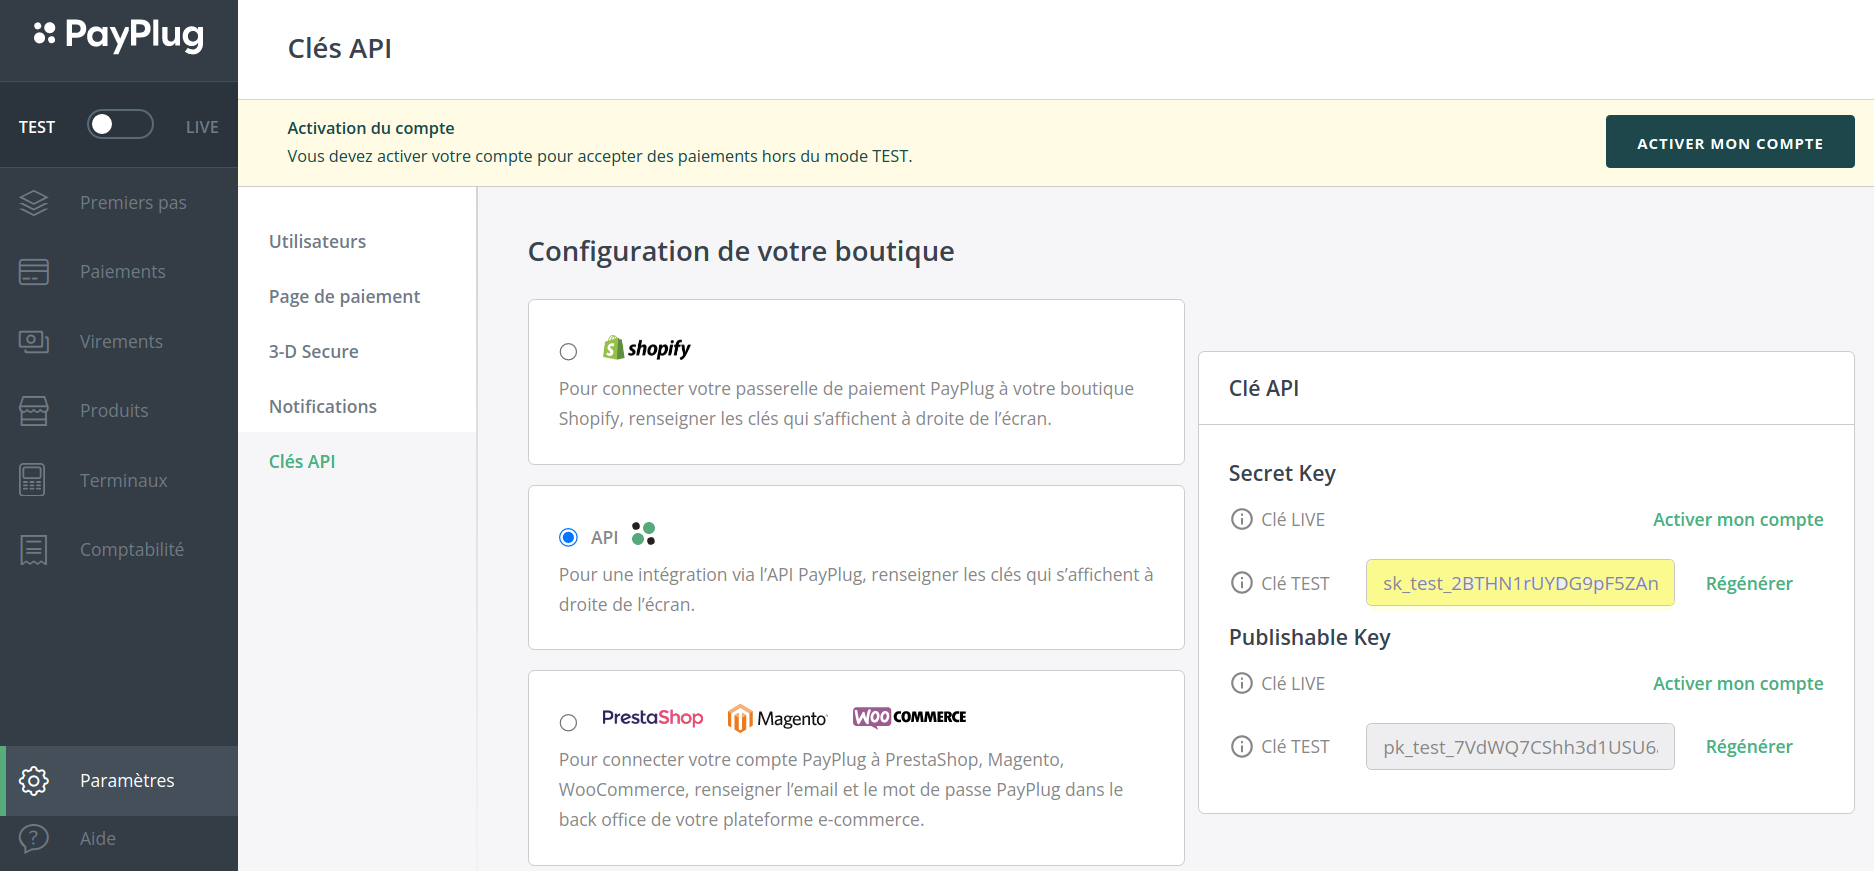 PayPlug
TEST
LIVE
Premiers pas
Paiements
Virements
Produits
Terminaux
Comptabilité
Paramètres
Aide
Clés API
Activation du compte
Vous devez activer votre compte pour accepter des paiements hors du mode TEST.
ACTIVER MON COMPTE
Utilisateurs
Page de paiement
3-D Secure
Notifications
Clés API
Configuration de votre boutique
shopify
Pour connecter votre passerelle de paiement PayPlug à votre boutique
Shopify, renseigner les clés qui s’affichent à droite de l’écran.
API
Pour une intégration via l’API PayPlug, renseigner les clés qui s’affichent à
droite de l’écran.
PrestaShop Magento WOO COMMERCE
Pour connecter votre compte PayPlug à PrestaShop, Magento,
WooCommerce, renseigner l’email et le mot de passe PayPlug dans le
back office de votre plateforme e-commerce.
Clé API
Secret Key
Clé LIVE Activer mon compte
Clé TEST sk_test_2BTHN1rUYDG9pF5ZAn Régénérer
Publishable Key
Clé LIVE Activer mon compte
Clé TEST pk_test_7VdWQ7CShh3d1USU6 Régénérer